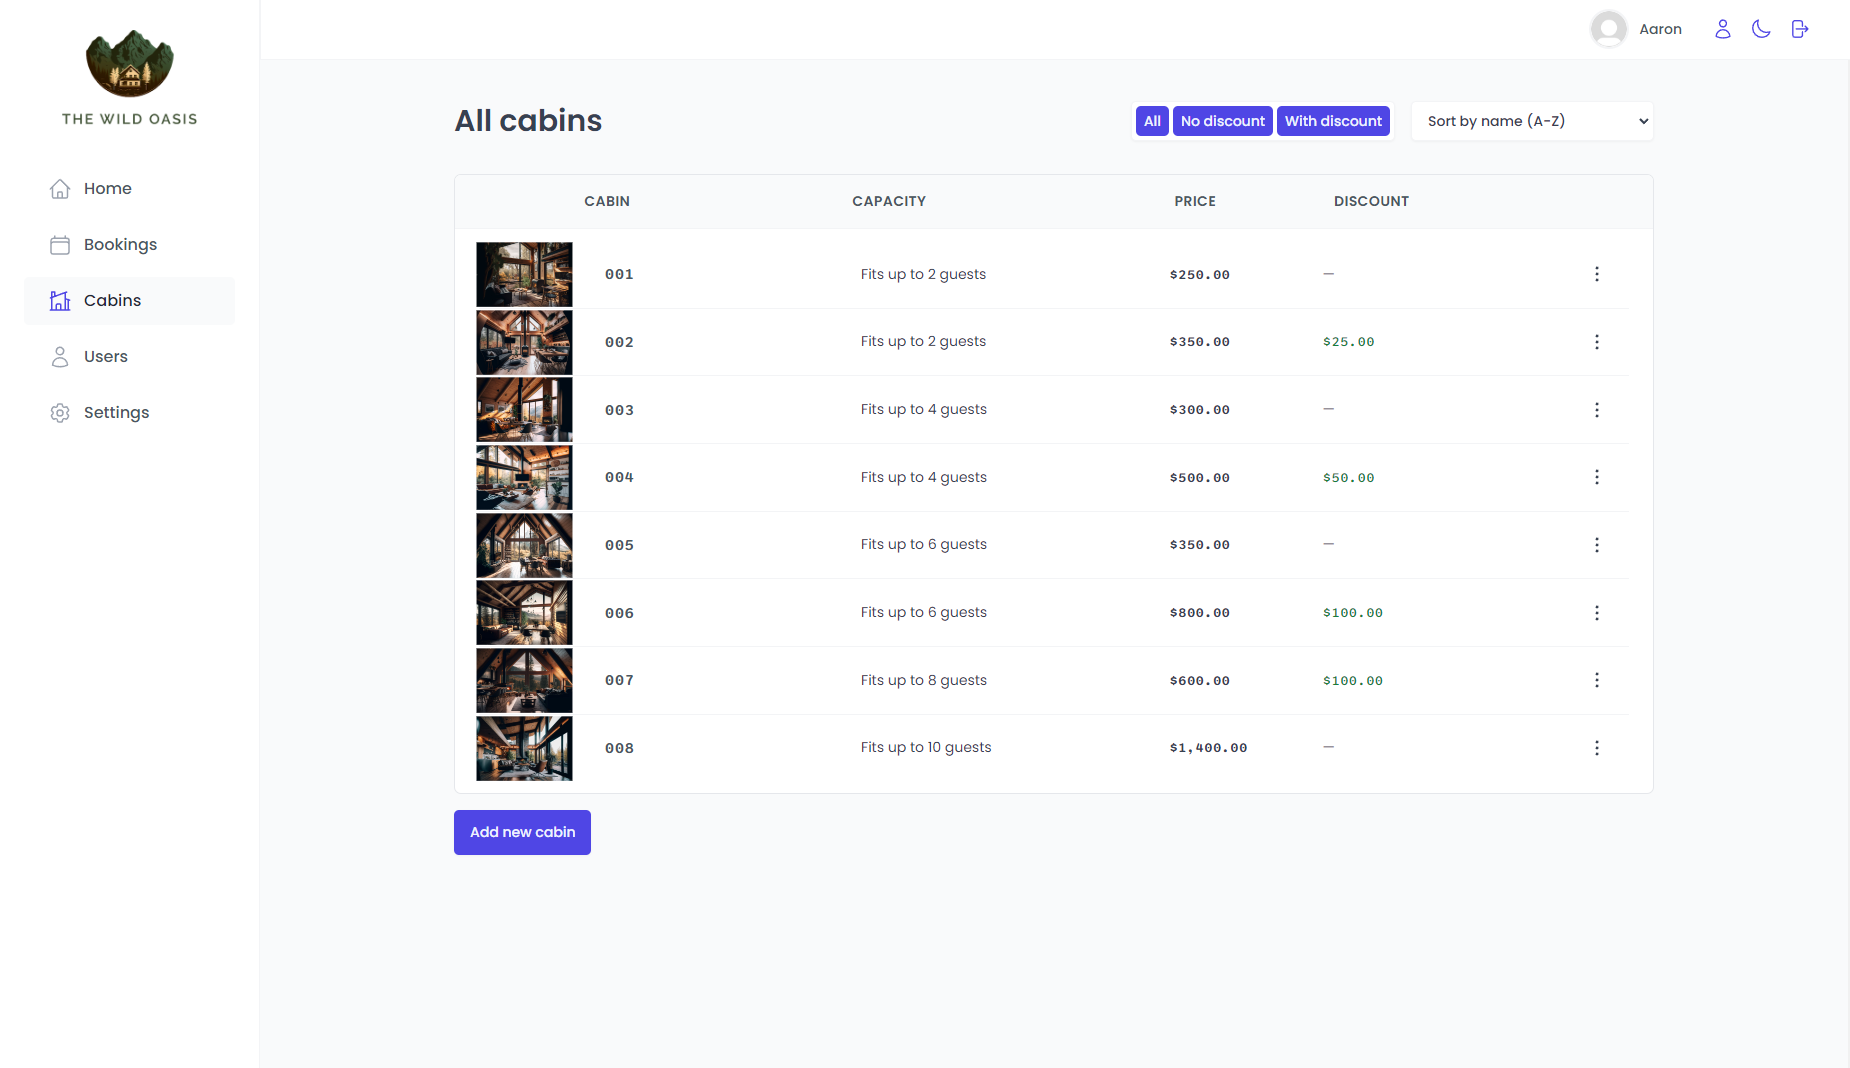 THE WILD OASIS
Home
Bookings
Cabins
Users
Settings
Aaron
All cabins
All No discount With discount Sort by name (A-Z)
CABIN CAPACITY PRICE DISCOUNT
001 Fits up to 2 guests $250.00 —
002 Fits up to 2 guests $350.00 $25.00
003 Fits up to 4 guests $300.00 —
004 Fits up to 4 guests $500.00 $50.00
005 Fits up to 6 guests $350.00 —
006 Fits up to 6 guests $800.00 $100.00
007 Fits up to 8 guests $600.00 $100.00
008 Fits up to 10 guests $1,400.00 —
Add new cabin